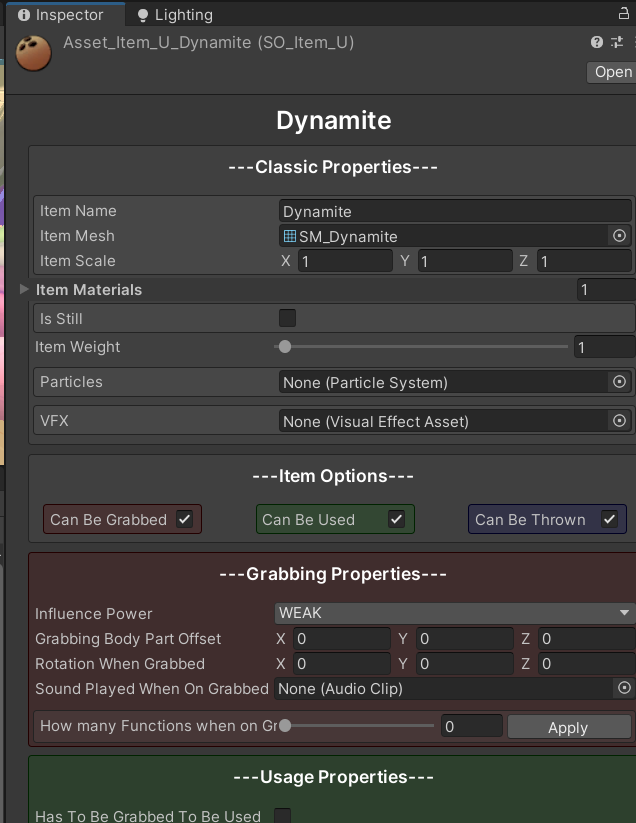 Inspector Lighting
Asset_Item_U_Dynamite (SO_Item_U)
Open
Dynamite
---Classic Properties---
Item Name Dynamite
Item Mesh SM_Dynamite
Item Scale X 1 Y 1 Z 1
Item Materials 1
Is Still
Item Weight 1
Particles None (Particle System)
VFX None (Visual Effect Asset)
---Item Options---
Can Be Grabbed Can Be Used Can Be Thrown
---Grabbing Properties---
Influence Power WEAK
Grabbing Body Part Offset X 0 Y 0 Z 0
Rotation When Grabbed X 0 Y 0 Z 0
Sound Played When On Grabbed None (Audio Clip)
How many Functions when on Gr 0 Apply
---Usage Properties---
Has To Be Grabbed To Be Used